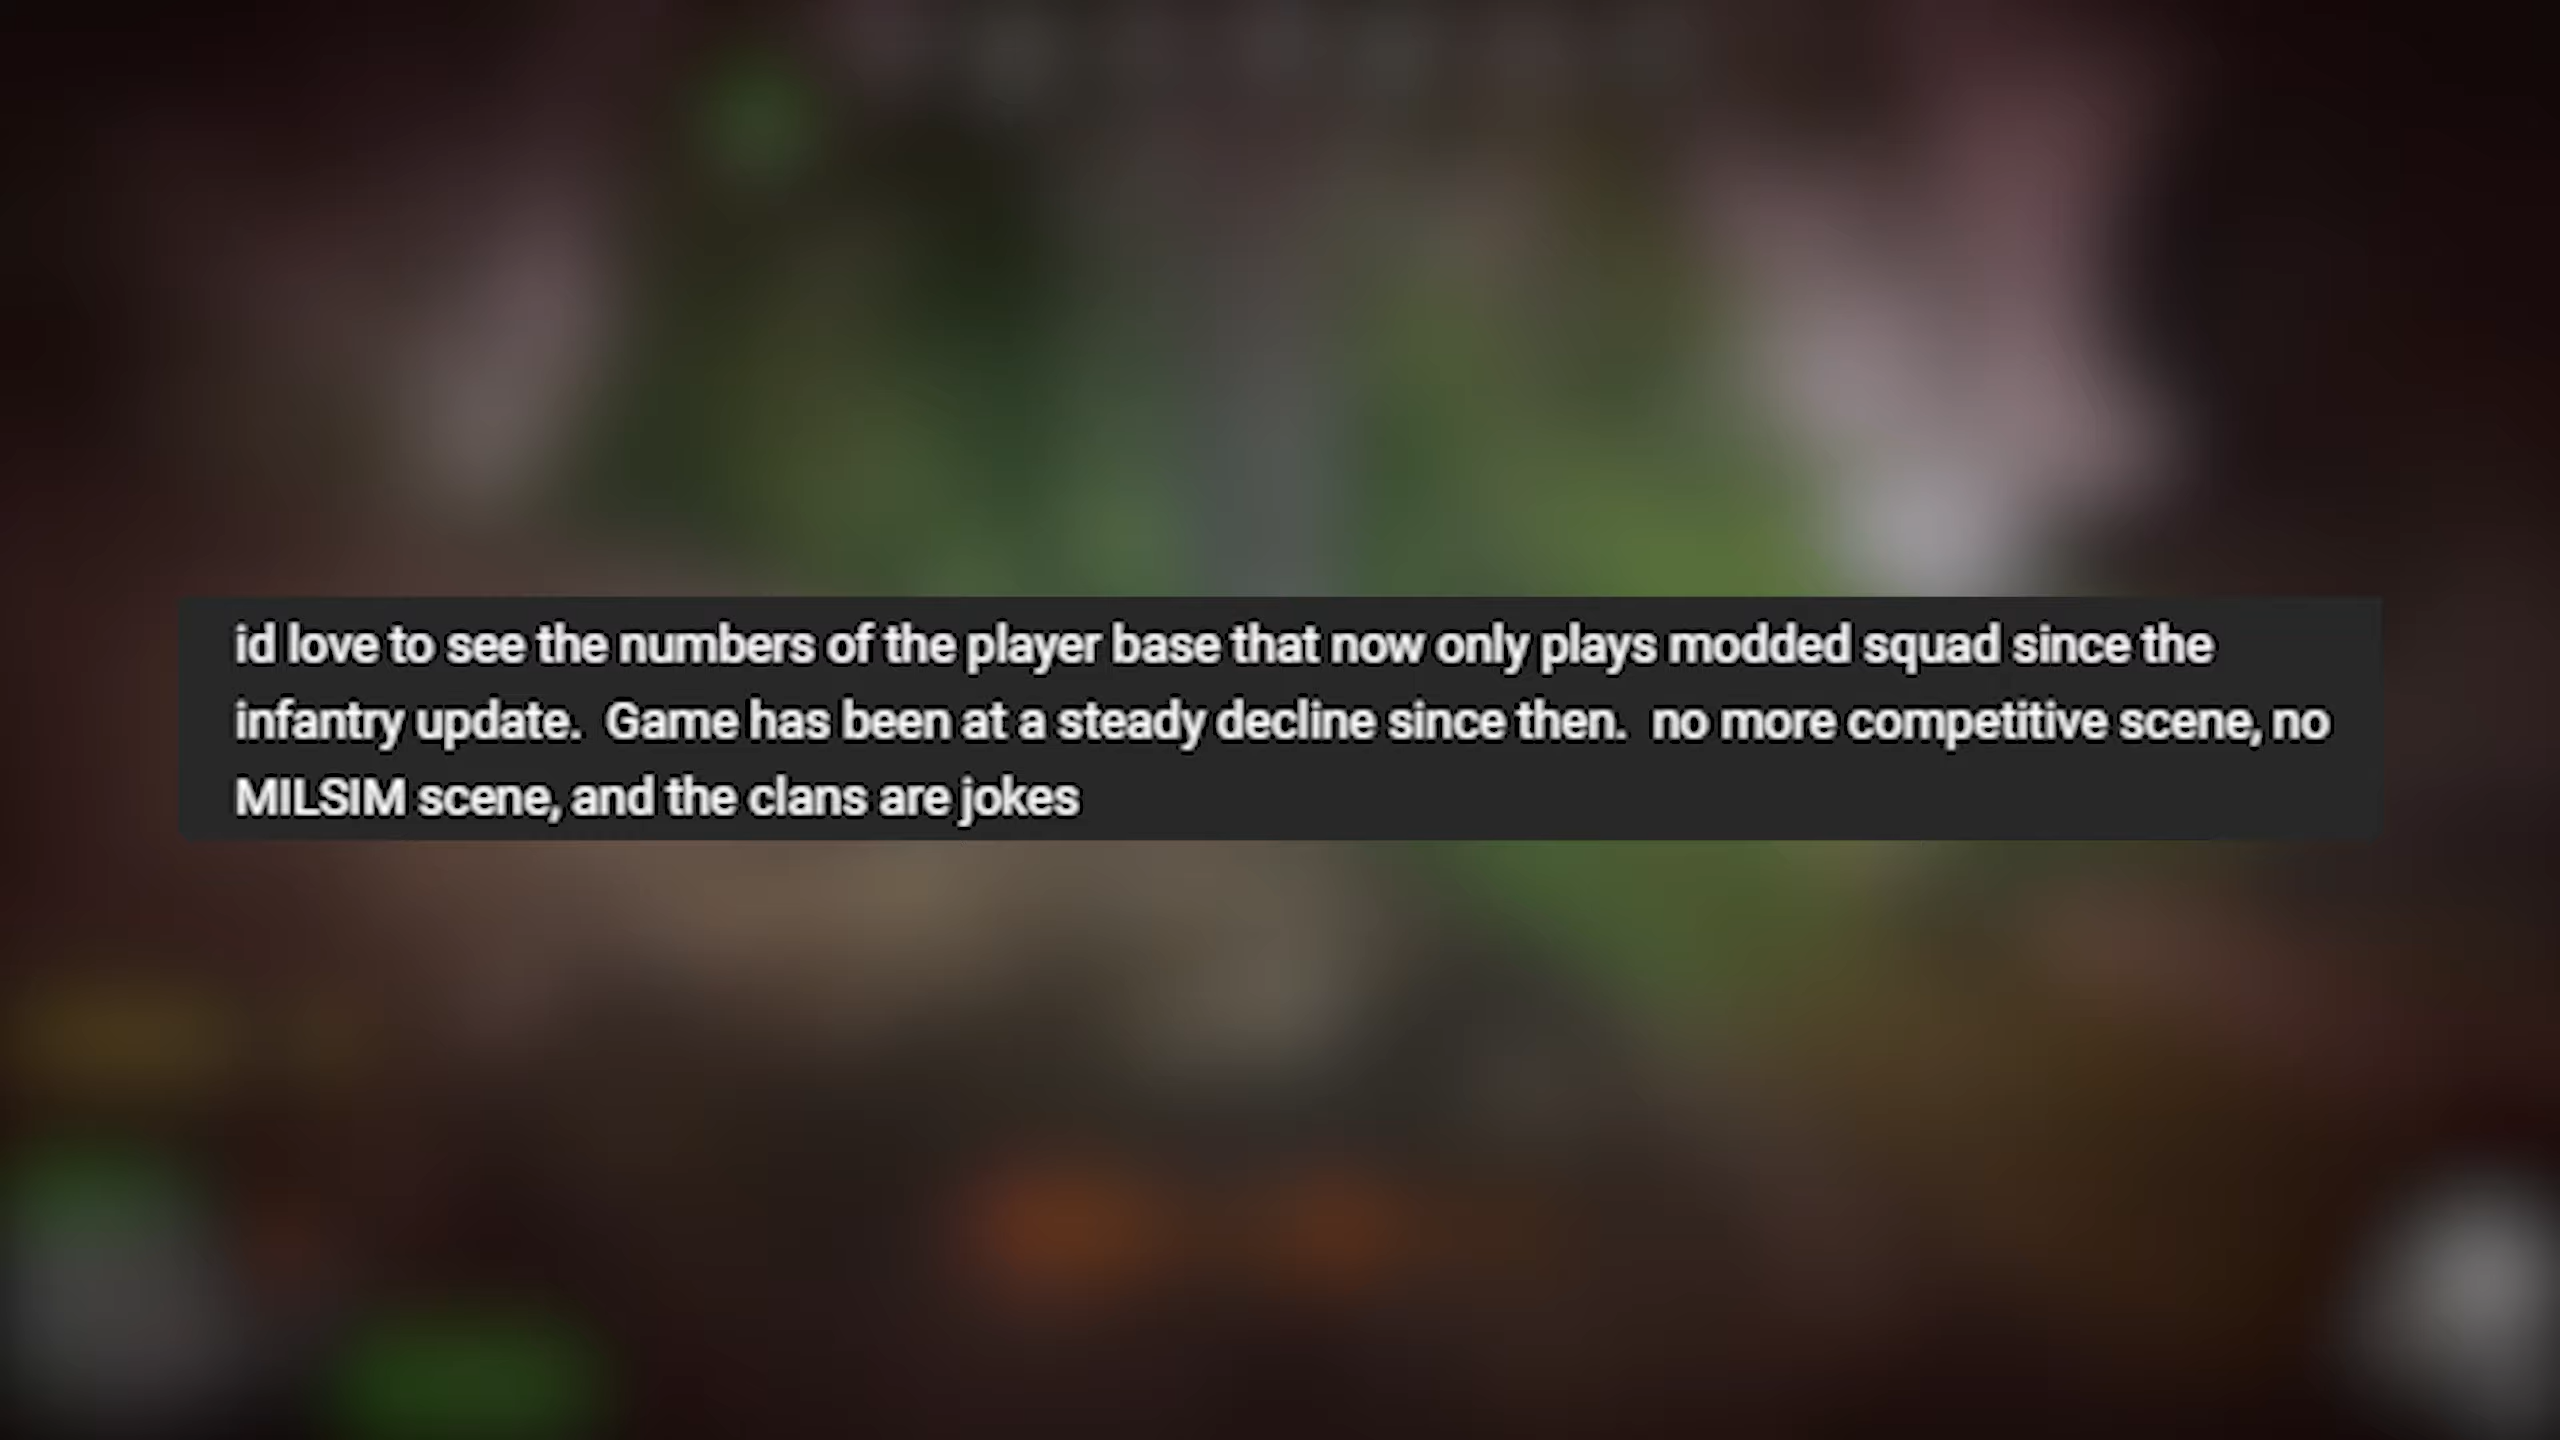 id love to see the numbers of the player base that now only plays modded squad since the
infantry update.  Game has been at a steady decline since then.  no more competitive scene, no
MILSIM scene, and the clans are jokes